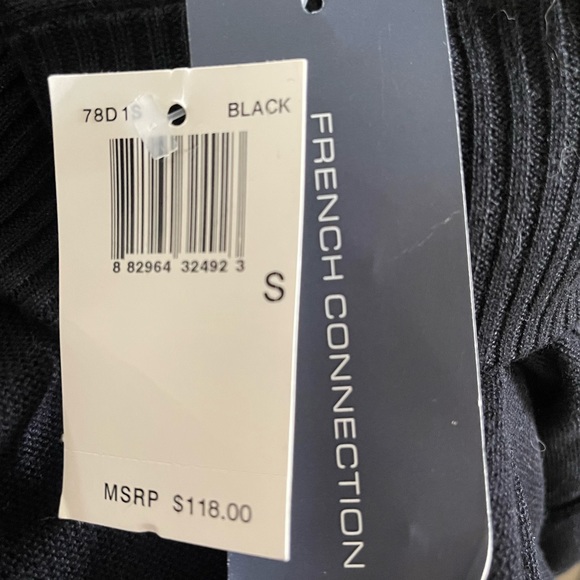 78D1S
BLACK
8 82964 32492 3
S
MSRP $118.00
FRENCH CONNECTION